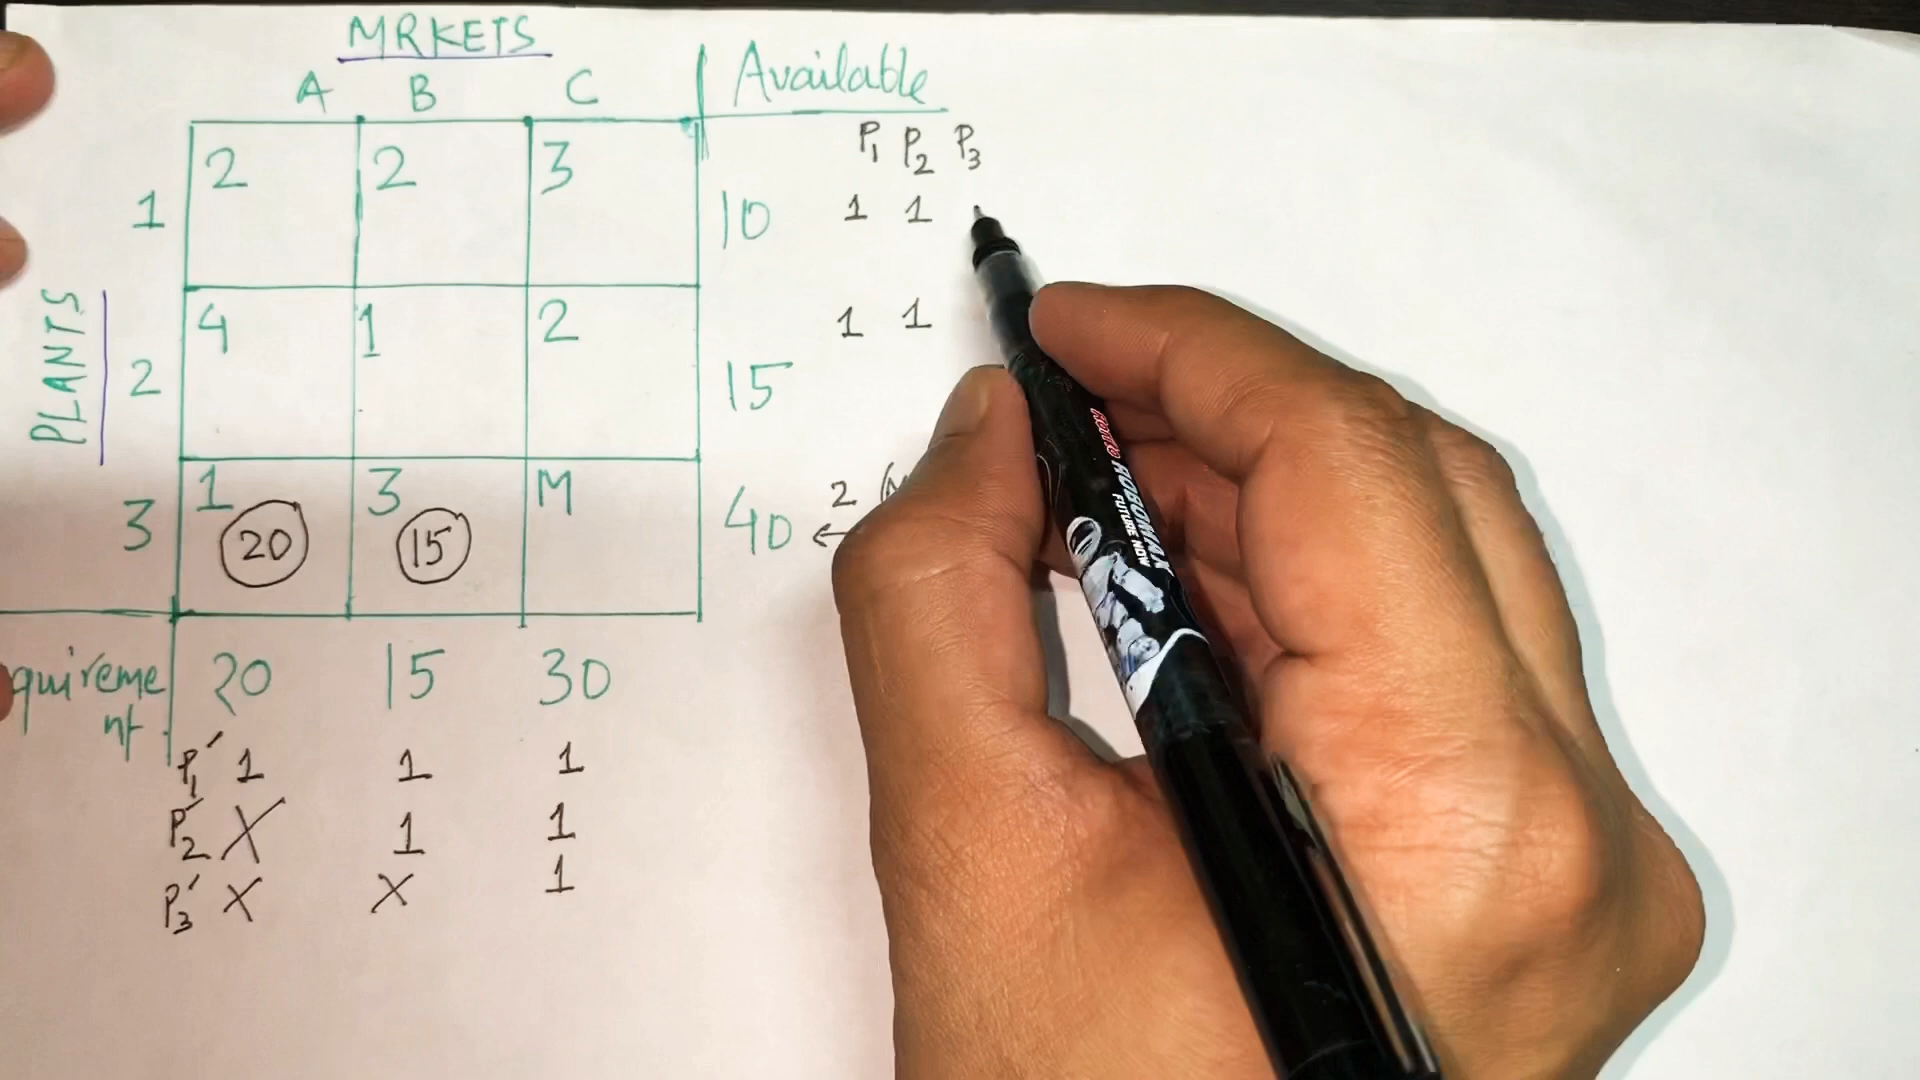 MRKETS
A B C Available
P1 P2 P3
1 2 2 3 10 1 1
PLANTS
2 4 1 2 15 1 1
3 1 20 3 15 M 40 ← 2
quireme
nt. 20 15 30
P1' 1 1 1
P2' X 1 1
P3' X X 1
ROBOMAX
FUTURE NOW